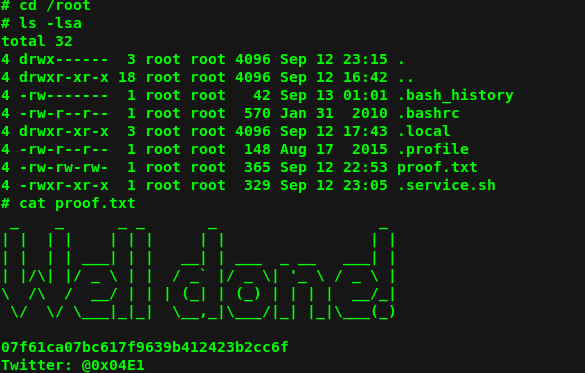 # cd /root
# ls -lsa
total 32
4 drwx------  3 root root 4096 Sep 12 23:15 .
4 drwxr-xr-x 18 root root 4096 Sep 12 16:42 ..
4 -rw-------  1 root root   42 Sep 13 01:01 .bash_history
4 -rw-r--r--  1 root root  570 Jan 31  2010 .bashrc
4 drwxr-xr-x  3 root root 4096 Sep 12 17:43 .local
4 -rw-r--r--  1 root root  148 Aug 17  2015 .profile
4 -rw-rw-rw-  1 root root  365 Sep 12 22:53 proof.txt
4 -rwxr-xr-x  1 root root  329 Sep 12 23:05 .service.sh
# cat proof.txt
Well done!
07f61ca07bc617f9639b412423b2cc6f
Twitter: @0x04E1